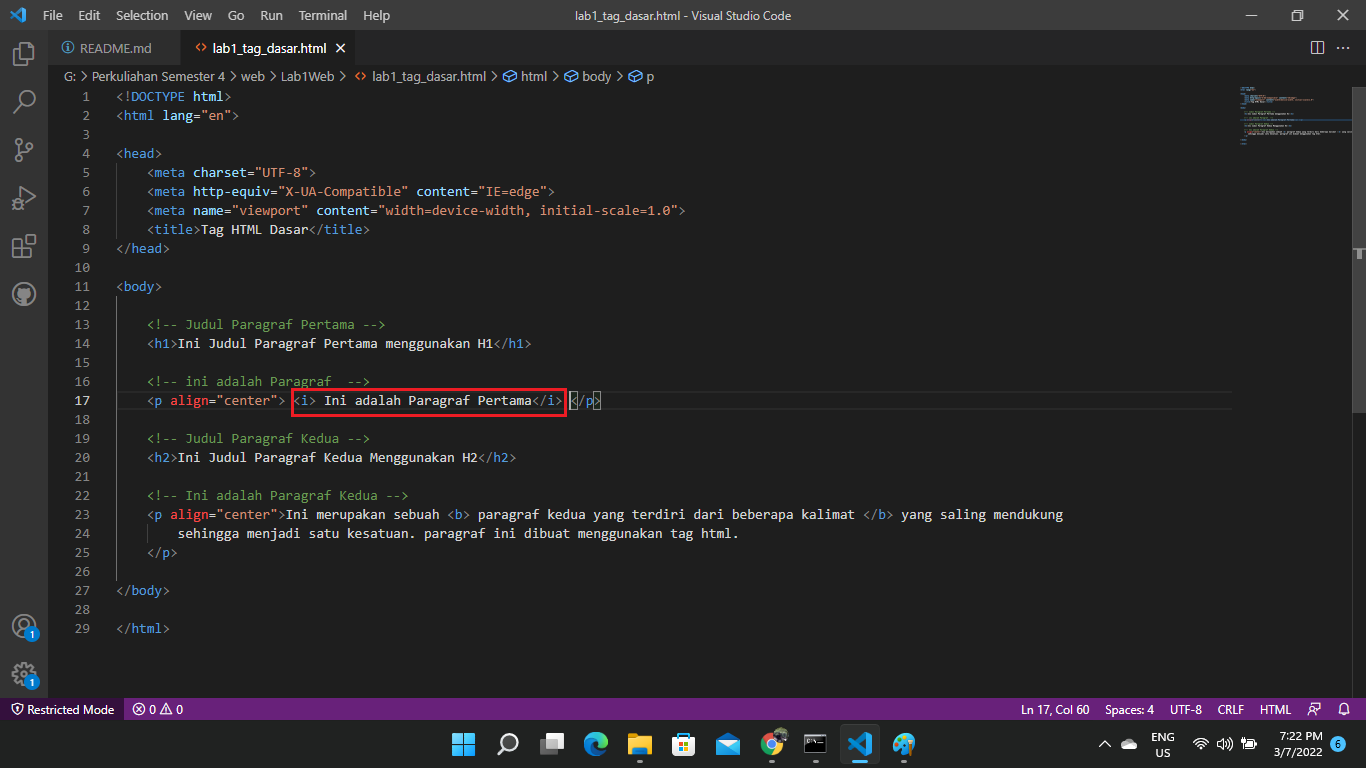 File Edit Selection View Go Run Terminal Help lab1_tag_dasar.html - Visual Studio Code
README.md lab1_tag_dasar.html
G: > Perkuliahan Semester 4 > web > Lab1Web > lab1_tag_dasar.html > html > body > p
1 <!DOCTYPE html>
2 <html lang="en">
3
4 <head>
5 <meta charset="UTF-8">
6 <meta http-equiv="X-UA-Compatible" content="IE=edge">
7 <meta name="viewport" content="width=device-width, initial-scale=1.0">
8 <title>Tag HTML Dasar</title>
9 </head>
10
11 <body>
12
13 <!-- Judul Paragraf Pertama -->
14 <h1>Ini Judul Paragraf Pertama menggunakan H1</h1>
15
16 <!-- ini adalah Paragraf  -->
17 <p align="center"> <i> Ini adalah Paragraf Pertama</i> </p>
18
19 <!-- Judul Paragraf Kedua -->
20 <h2>Ini Judul Paragraf Kedua Menggunakan H2</h2>
21
22 <!-- Ini adalah Paragraf Kedua -->
23 <p align="center">Ini merupakan sebuah <b> paragraf kedua yang terdiri dari beberapa kalimat </b> yang saling mendukung
24 sehingga menjadi satu kesatuan. paragraf ini dibuat menggunakan tag html.
25 </p>
26
27 </body>
28
29 </html>
1
1
Restricted Mode 0 0 Ln 17, Col 60 Spaces: 4 UTF-8 CRLF HTML
ENG US 7:22 PM 3/7/2022 6